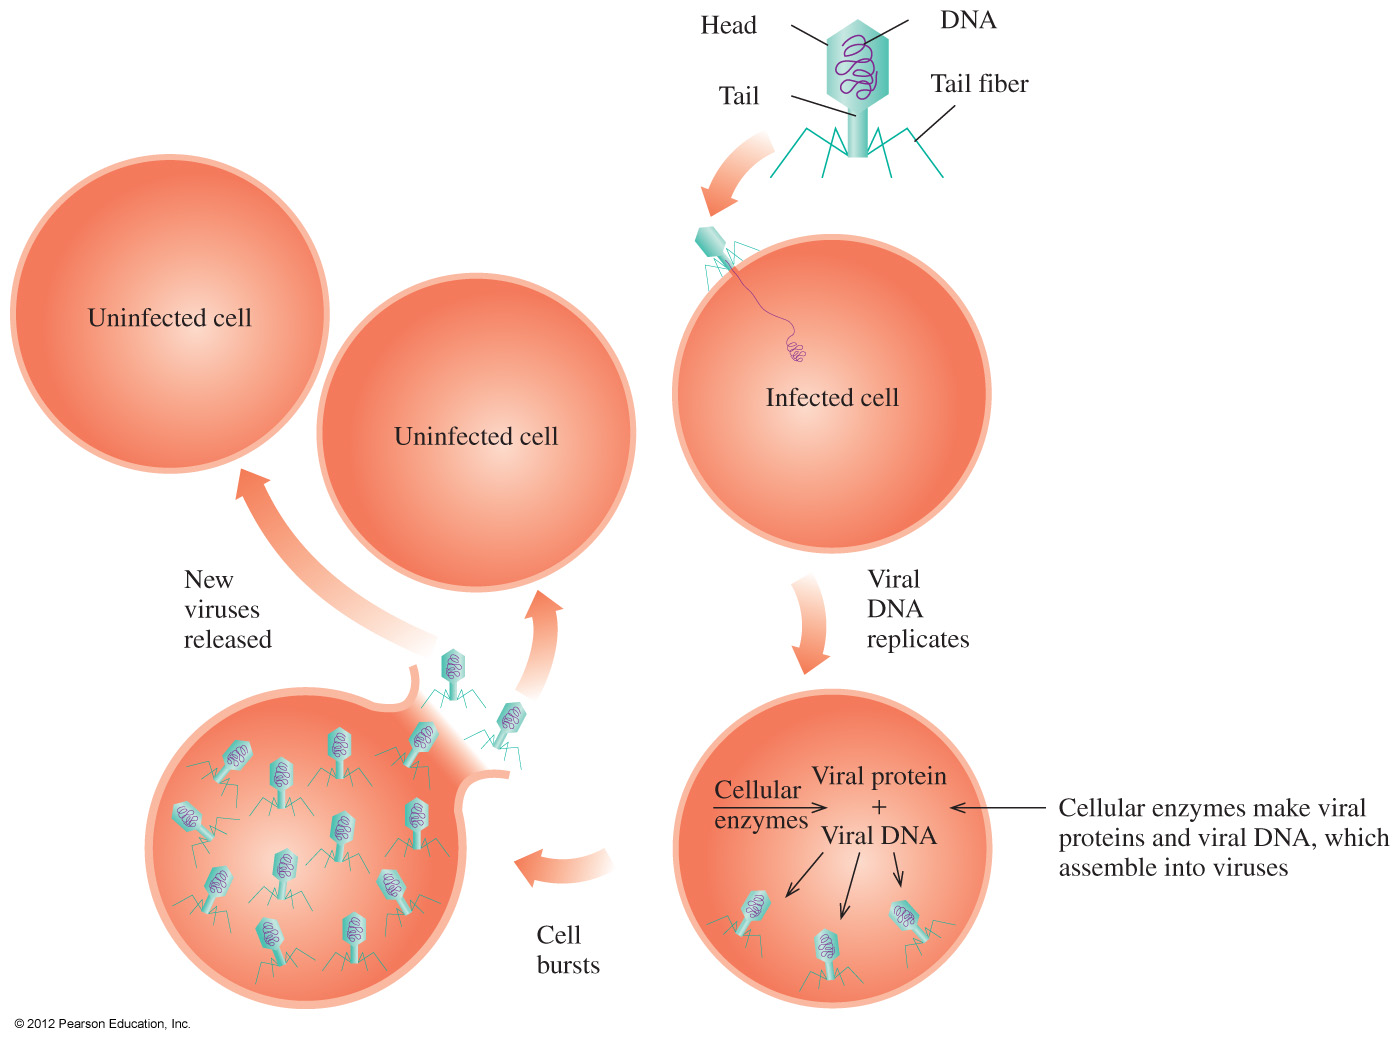 Head
DNA
Tail
Tail fiber
Uninfected cell
Uninfected cell
Infected cell
New
viruses
released
Viral
DNA
replicates
Cellular
enzymes
Viral protein
+
Viral DNA
Cellular enzymes make viral
proteins and viral DNA, which
assemble into viruses
Cell
bursts
© 2012 Pearson Education, Inc.